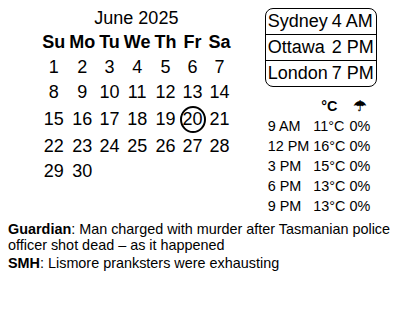 June 2025
Su Mo Tu We Th Fr Sa
1 2 3 4 5 6 7
8 9 10 11 12 13 14
15 16 17 18 19 20 21
22 23 24 25 26 27 28
29 30
Sydney 4 AM
Ottawa 2 PM
London 7 PM
°C ☂
9 AM 11°C 0%
12 PM 16°C 0%
3 PM 15°C 0%
6 PM 13°C 0%
9 PM 13°C 0%
Guardian: Man charged with murder after Tasmanian police
officer shot dead – as it happened
SMH: Lismore pranksters were exhausting